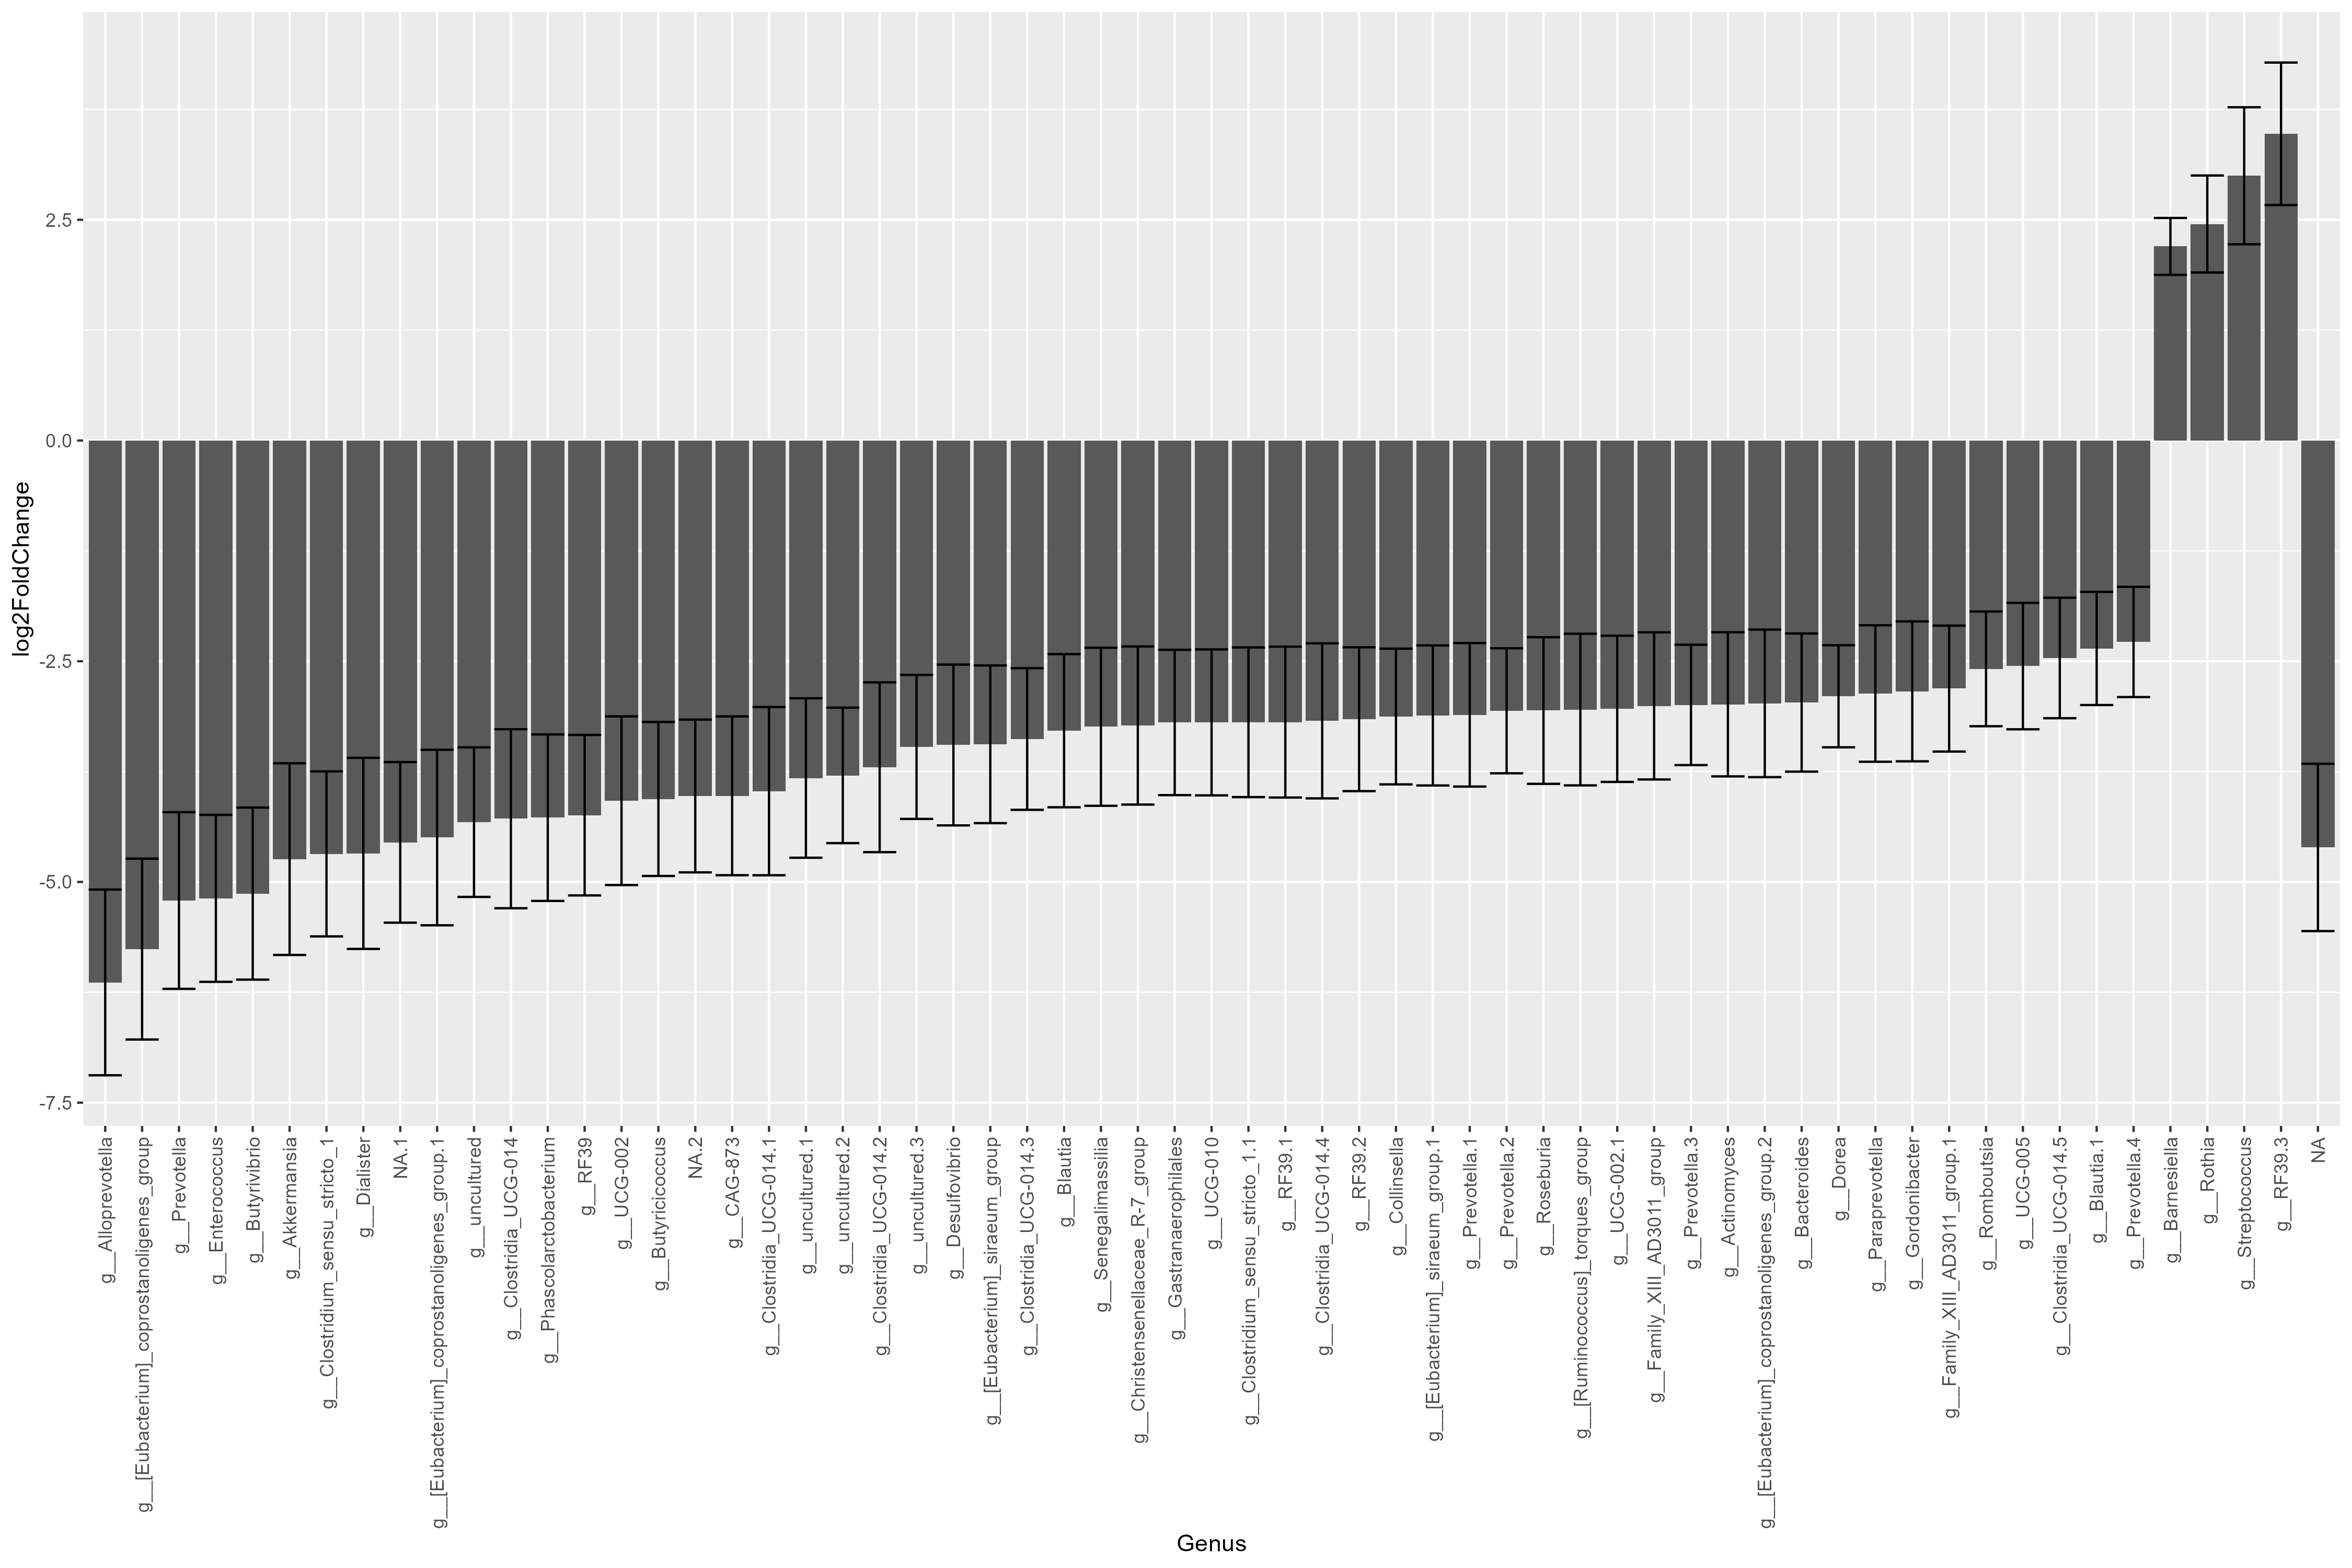 log2FoldChange
2.5
0.0
-2.5
-5.0
-7.5
g__Alloprevotella
g__[Eubacterium]_coprostanoligenes_group
g__Prevotella
g__Enterococcus
g__Butyrivibrio
g__Akkermansia
g__Clostridium_sensu_stricto_1
g__Dialister
NA.1
g__[Eubacterium]_coprostanoligenes_group.1
g__uncultured
g__Clostridia_UCG-014
g__Phascolarctobacterium
g__RF39
g__UCG-002
g__Butyricicoccus
NA.2
g__CAG-873
g__Clostridia_UCG-014.1
g__uncultured.1
g__uncultured.2
g__Clostridia_UCG-014.2
g__uncultured.3
g__Desulfovibrio
g__[Eubacterium]_siraeum_group
g__Clostridia_UCG-014.3
g__Blautia
g__Senegalimassilia
g__Christensenellaceae_R-7_group
g__Gastranaerophilales
g__UCG-010
g__Clostridium_sensu_stricto_1.1
g__RF39.1
g__Clostridia_UCG-014.4
g__RF39.2
g__Collinsella
g__[Eubacterium]_siraeum_group.1
g__Prevotella.1
g__Prevotella.2
g__Roseburia
g__[Ruminococcus]_torques_group
g__UCG-002.1
g__Family_XIII_AD3011_group
g__Prevotella.3
g__Actinomyces
g__[Eubacterium]_coprostanoligenes_group.2
g__Bacteroides
g__Dorea
g__Paraprevotella
g__Gordonibacter
g__Family_XIII_AD3011_group.1
g__Romboutsia
g__UCG-005
g__Clostridia_UCG-014.5
g__Blautia.1
g__Prevotella.4
g__Barnesiella
g__Rothia
g__Streptococcus
g__RF39.3
NA
Genus